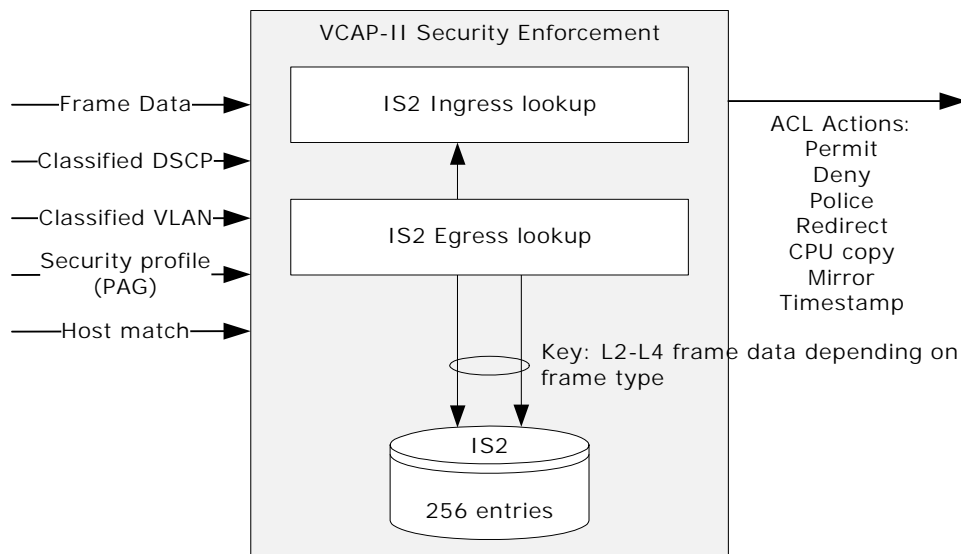 VCAP-II Security Enforcement
IS2 Ingress lookup
IS2 Egress lookup
Frame Data
Classified DSCP
Classified VLAN
Security profile
(PAG)
Host match
ACL Actions:
Permit
Deny
Police
Redirect
CPU copy
Mirror
Timestamp
Key: L2-L4 frame data depending on
frame type
IS2
256 entries